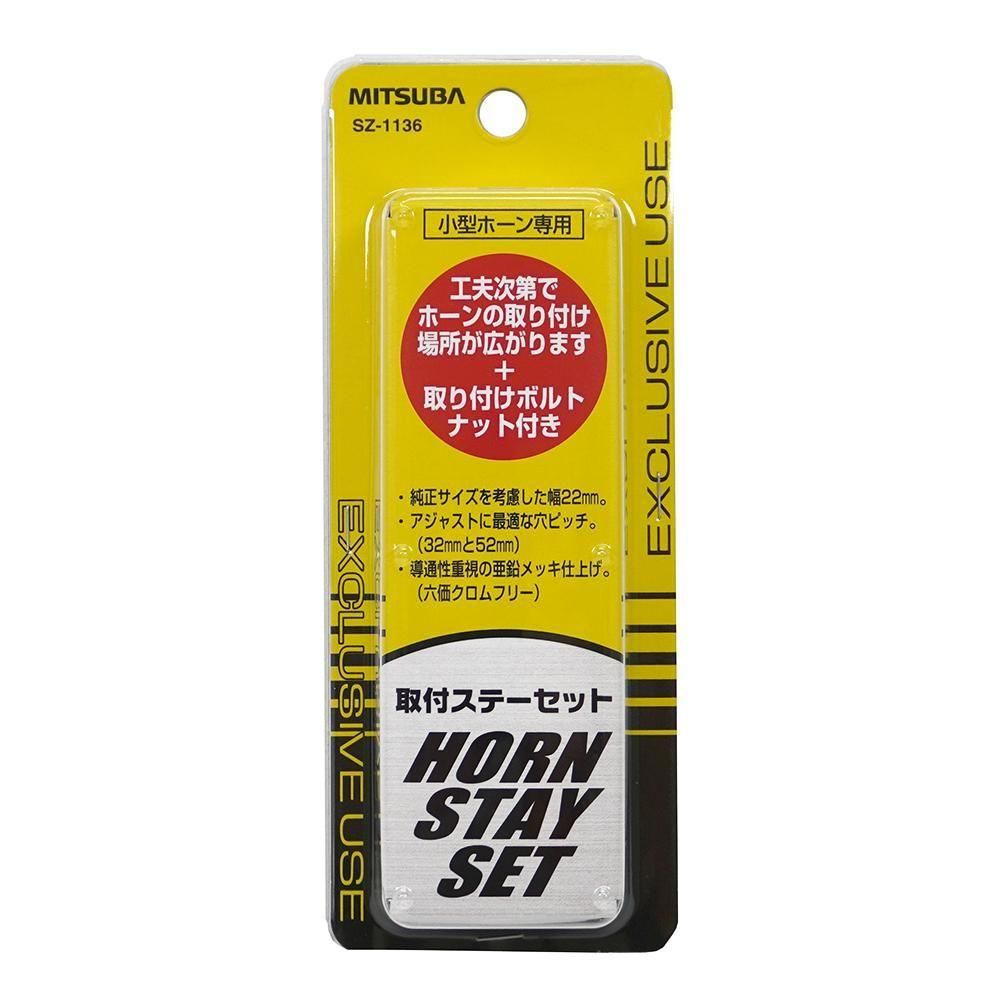 MITSUBA
SZ-1136
EXCLUSIVE USE
小型ホーン専用
工夫次第で
ホーンの取り付け
場所が広がります
+
取り付けボルト
ナット付き
・純正サイズを考慮した幅22mm。
・アジャストに最適な穴ピッチ。
(32mmと52mm)
・導通性重視の亜鉛メッキ仕上げ。
(六価クロムフリー)
EXCLUSIVE USE
取付ステーセット
HORN
STAY
SET